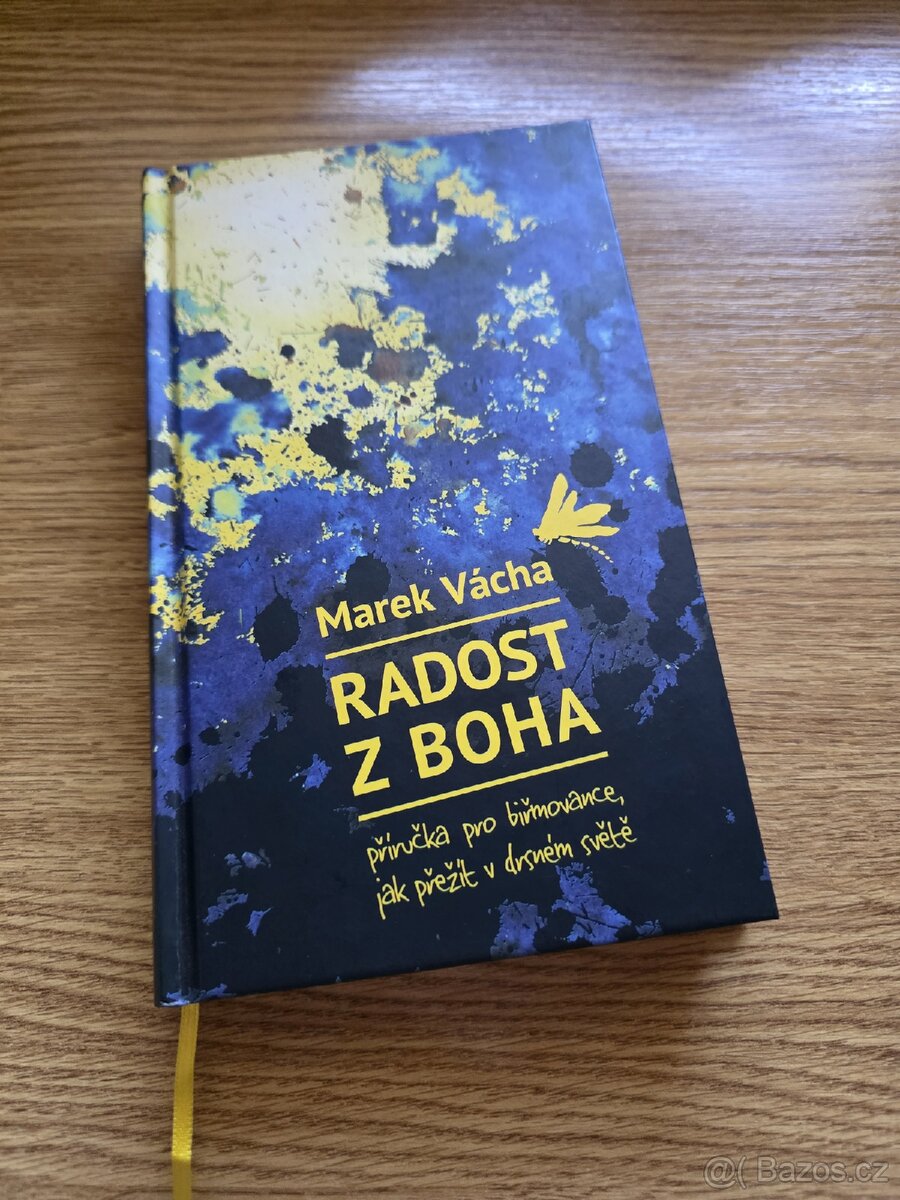 Marek Vácha
RADOST
Z BOHA
příručka pro biřmovance,
jak přežít v drsném světě
@( Bazos.cz